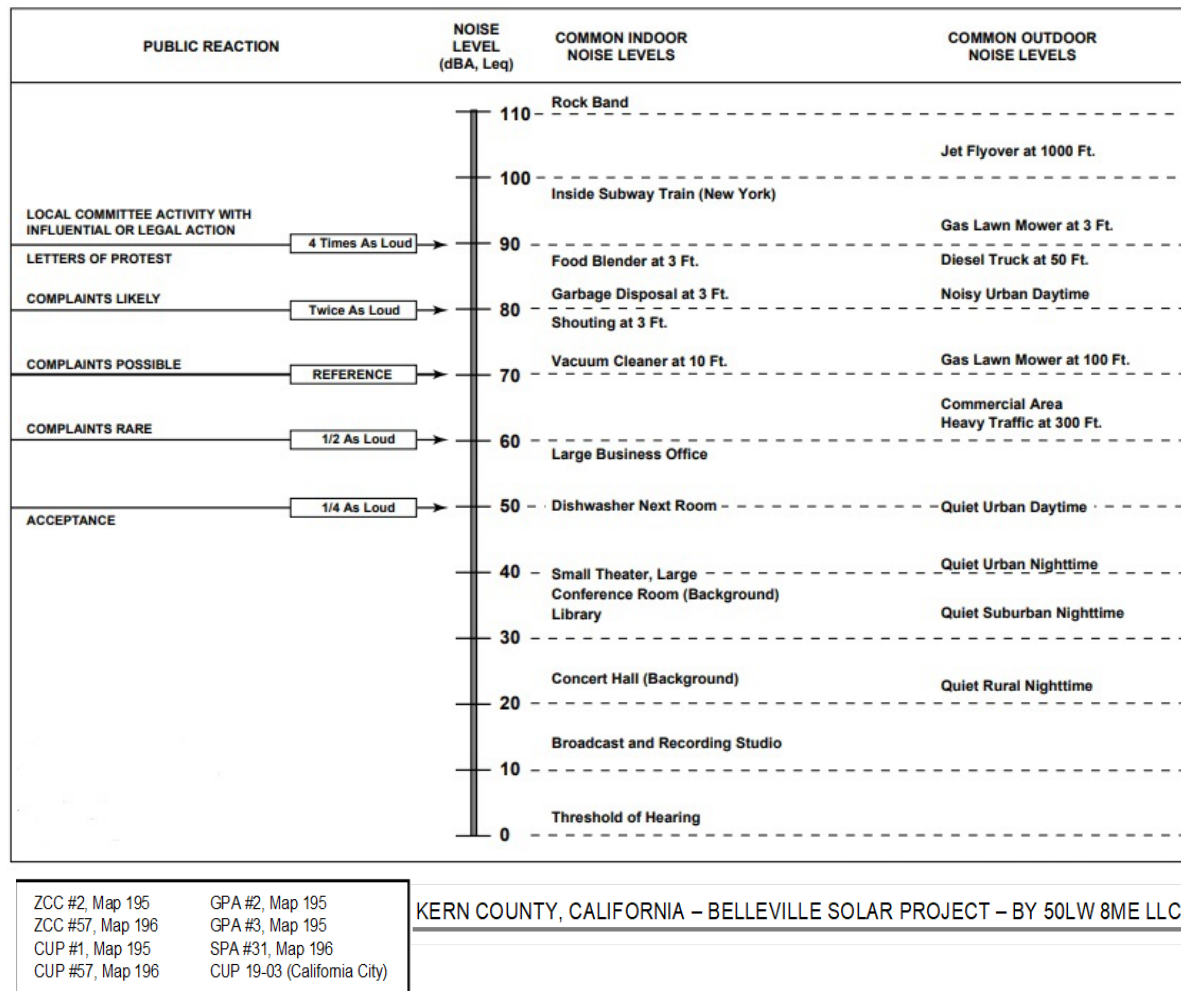 PUBLIC REACTION
NOISE
LEVEL
(dBA, Leq)
COMMON INDOOR
NOISE LEVELS
COMMON OUTDOOR
NOISE LEVELS
110
Rock Band
Jet Flyover at 1000 Ft.
100
Inside Subway Train (New York)
LOCAL COMMITTEE ACTIVITY WITH
INFLUENTIAL OR LEGAL ACTION
4 Times As Loud
90
Gas Lawn Mower at 3 Ft.
LETTERS OF PROTEST
Food Blender at 3 Ft.
Diesel Truck at 50 Ft.
COMPLAINTS LIKELY
Twice As Loud
80
Garbage Disposal at 3 Ft.
Noisy Urban Daytime
Shouting at 3 Ft.
COMPLAINTS POSSIBLE
REFERENCE
70
Vacuum Cleaner at 10 Ft.
Gas Lawn Mower at 100 Ft.
Commercial Area
Heavy Traffic at 300 Ft.
COMPLAINTS RARE
1/2 As Loud
60
Large Business Office
1/4 As Loud
50
Dishwasher Next Room
Quiet Urban Daytime
ACCEPTANCE
40
Quiet Urban Nighttime
Small Theater, Large
Conference Room (Background)
Library
Quiet Suburban Nighttime
30
Concert Hall (Background)
Quiet Rural Nighttime
20
Broadcast and Recording Studio
10
Threshold of Hearing
0
ZCC #2, Map 195
ZCC #57, Map 196
CUP #1, Map 195
CUP #57, Map 196
GPA #2, Map 195
GPA #3, Map 195
SPA #31, Map 196
CUP 19-03 (California City)
KERN COUNTY, CALIFORNIA – BELLEVILLE SOLAR PROJECT – BY 50LW 8ME LLC